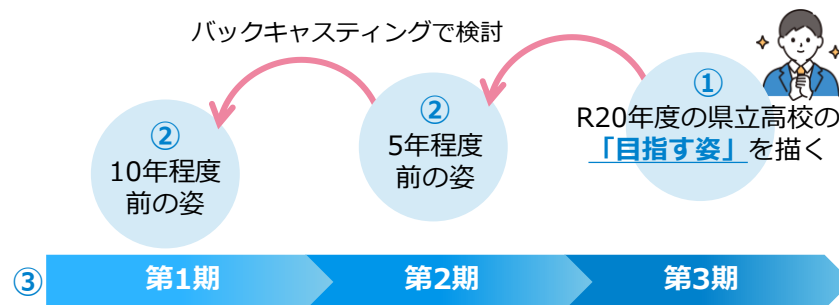 バックキャスティングで検討
①
R20年度の県立高校の
「目指す姿」を描く
②
5年程度
前の姿
②
10年程度
前の姿
③ 第1期 第2期 第3期